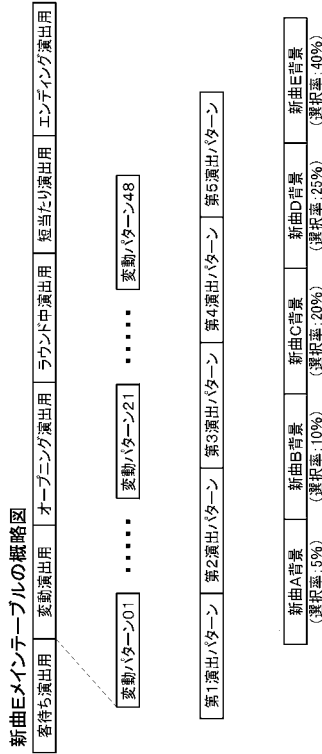 新曲Eメインテーブルの概略図
客待ち演出用 変動演出用 オープニング演出用 ラウンド中演出用 短当たり演出用 エンディング演出用
変動パターン01 ・・・・・ 変動パターン21 ・・・・・ 変動パターン48
第1演出パターン 第2演出パターン 第3演出パターン 第4演出パターン 第5演出パターン
新曲A背景 新曲B背景 新曲C背景 新曲D背景 新曲E背景
(選択率:5%) (選択率:10%) (選択率:20%) (選択率:25%) (選択率:40%)